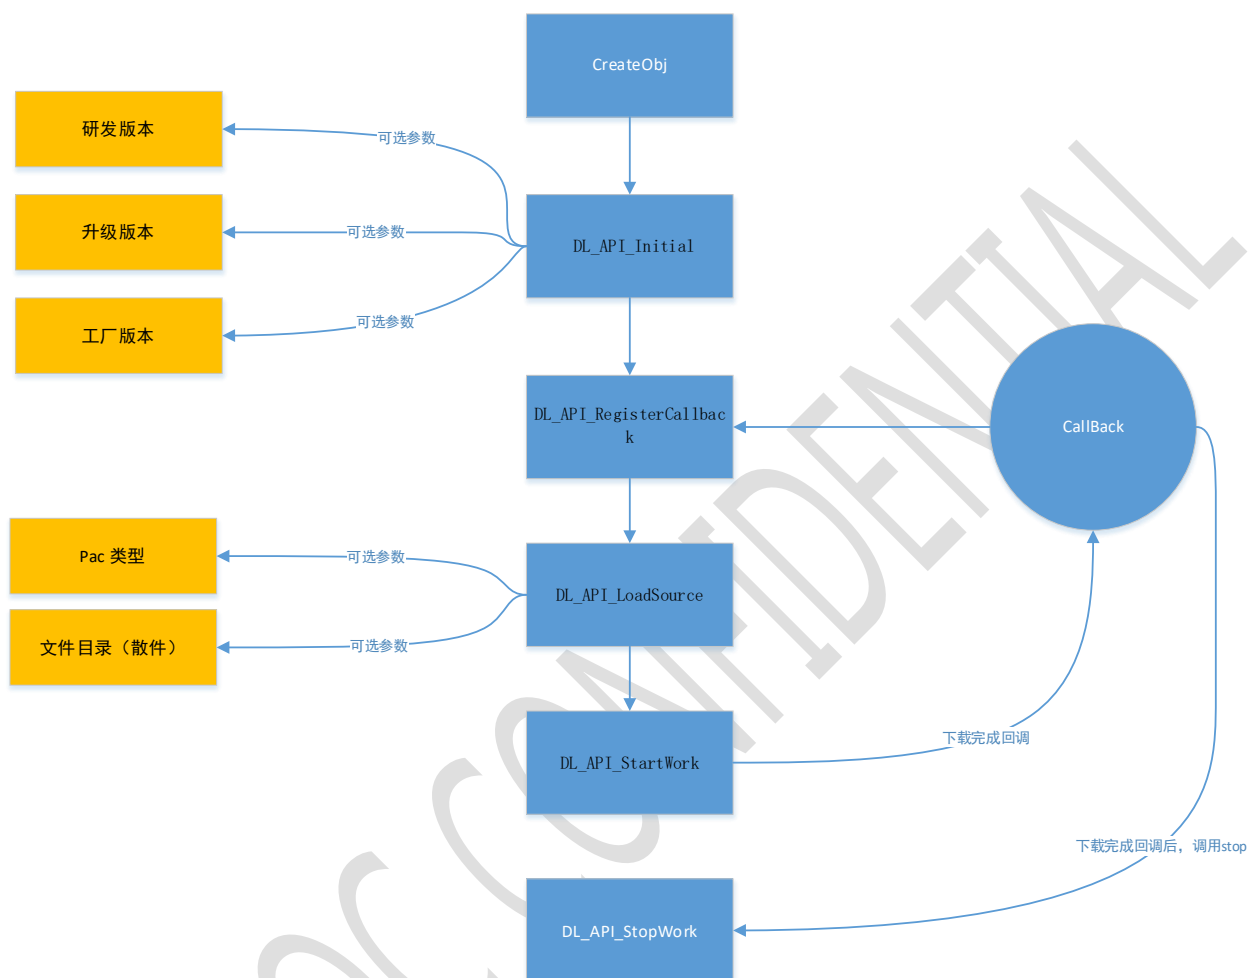 CreateObj
研发版本
可选参数
升级版本
可选参数
DL_API_Initial
工厂版本
可选参数
DL_API_RegisterCallbac
k
CallBack
Pac 类型
可选参数
DL_API_LoadSource
文件目录（散件）
可选参数
DL_API_StartWork
下载完成回调
下载完成回调后，调用stop
DL_API_StopWork
OC CONFIDENTIAL